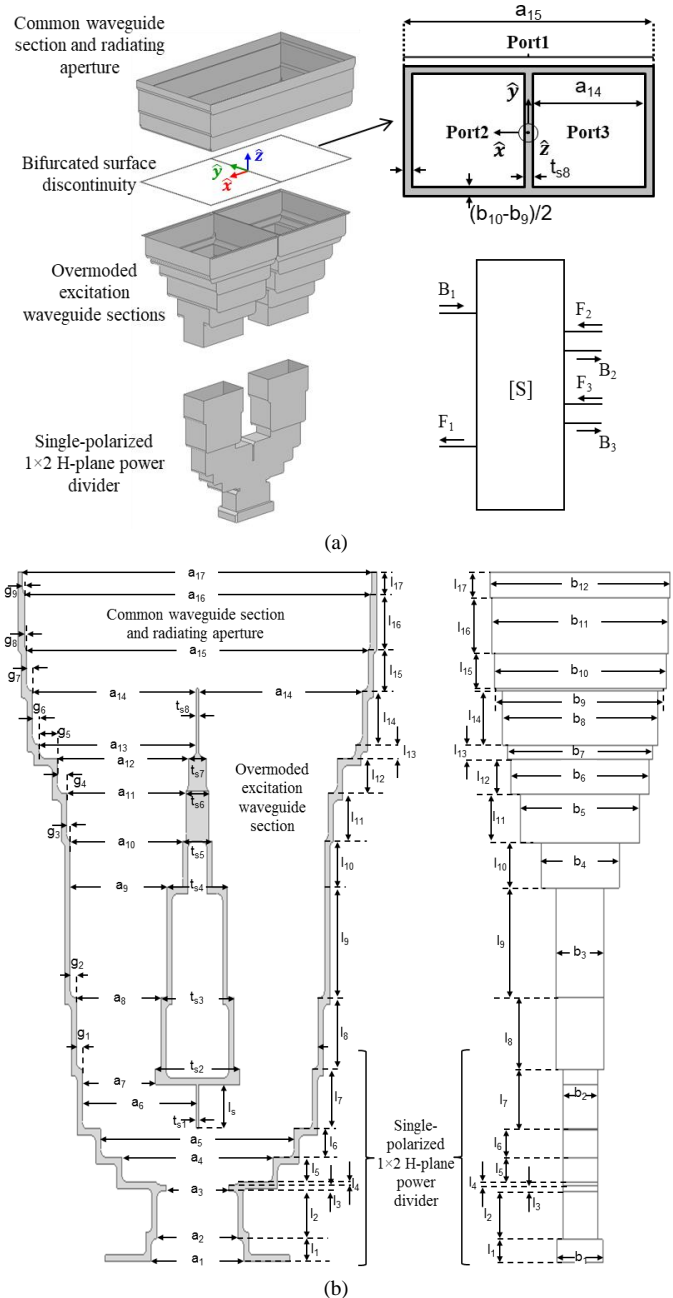 Common waveguide
section and radiating
aperture
Bifurcated surface
discontinuity
ẑ
ŷ
x̂
Overmoded
excitation
waveguide sections
Single-polarized
1×2 H-plane power
divider
a15
Port1
ŷ
a14
Port2
Port3
x̂
ẑ
ts8
(b10-b9)/2
B1
F2
B2
[S]
F3
F1
B3
(a)
a17
g9
a16
l17
Common waveguide section
and radiating aperture
l16
g8
a15
g7
l15
a14
a14
g6
ts8
l14
g5
a13
l13
a12
ts7
g4
Overmoded
excitation
waveguide
section
l12
a11
ts6
g3
l11
a10
ts5
l10
a9
ts4
l9
g2
a8
ts3
l8
g1
ts2
a7
a6
ls
l7
ts1
a5
l6
a4
l5
l4
a3
l3
l2
a2
l1
a1
l17
b12
l16
b11
l15
b10
b9
l14
b8
l13
b7
l12
b6
l11
b5
l10
b4
l9
b3
l8
b2
l7
Single-
polarized
1×2 H-plane
power
divider
l6
l5
l4
l3
l2
l1
b1
(b)